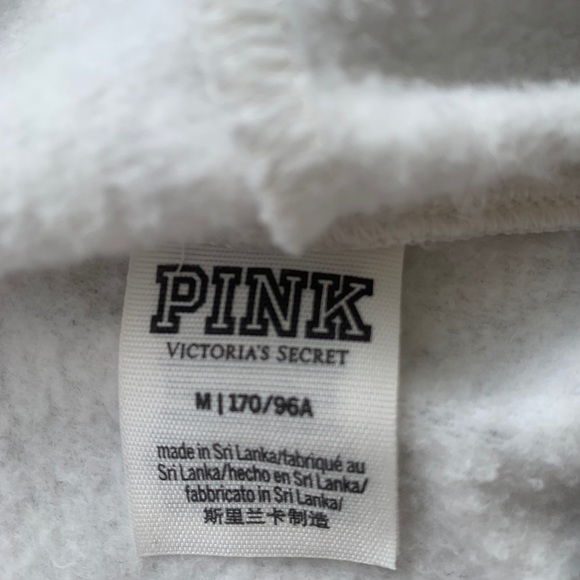 PINK
VICTORIA'S SECRET
M | 170/96A
made in Sri Lanka/fabriqué au
Sri Lanka/hecho en Sri Lanka/
fabbricato in Sri Lanka/
斯里兰卡制造